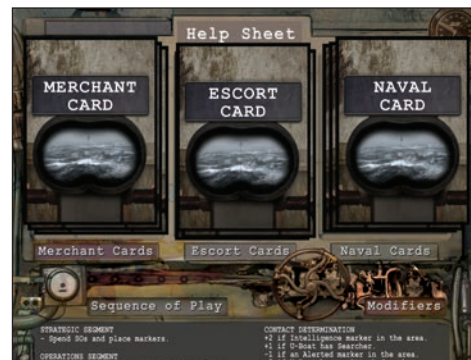 Help Sheet
MERCHANT
CARD
ESCORT
CARD
NAVAL
CARD
Merchant Cards
Escort Cards
Naval Cards
Sequence of Play
Modifiers
STRATEGIC SEGMENT
- Spend SOs and place markers.
OPERATIONS SEGMENT
CONTACT DETERMINATION
+2 if Intelligence marker in the area.
+1 if U-Boat has Searcher.
-1 if an Alerted marker in the area.